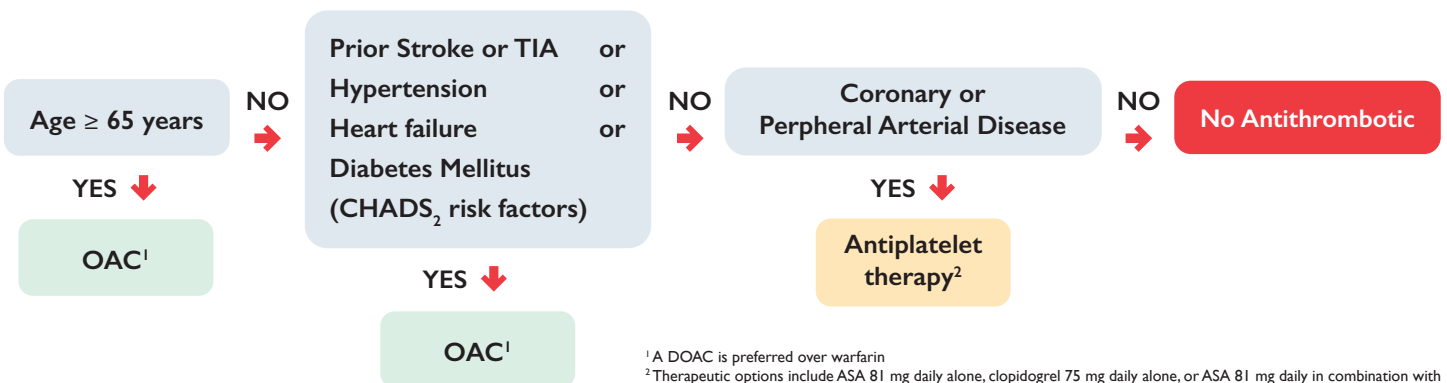 Age ≥ 65 years
NO
YES
OAC¹
Prior Stroke or TIA or
Hypertension or
Heart failure or
Diabetes Mellitus
(CHADS₂ risk factors)
NO
YES
OAC¹
Coronary or
Perpheral Arterial Disease
NO
YES
Antiplatelet
therapy²
No Antithrombotic
¹ A DOAC is preferred over warfarin
² Therapeutic options include ASA 81 mg daily alone, clopidogrel 75 mg daily alone, or ASA 81 mg daily in combination with